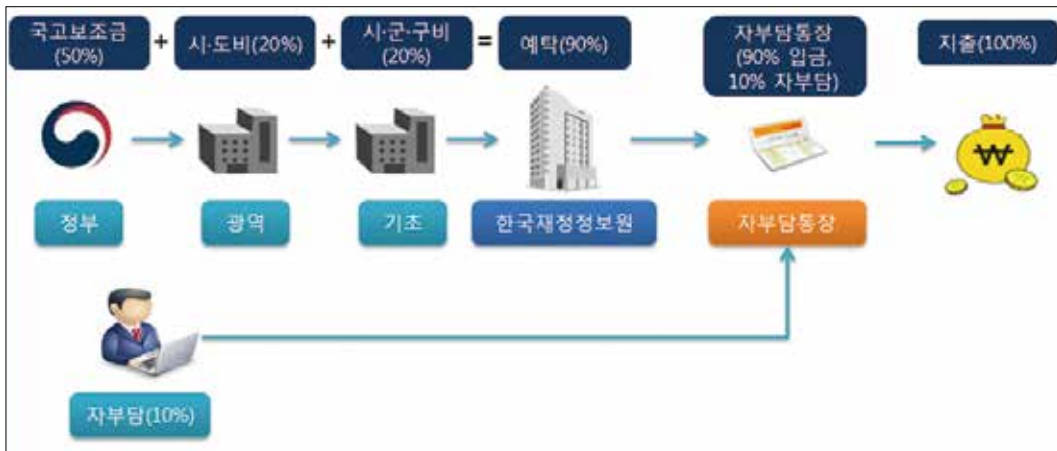 국고보조금
(50%)
+
시·도비(20%)
+
시·군·구비
(20%)
=
예탁(90%)
자부담통장
(90% 입금,
10% 자부담)
지출(100%)
₩
정부
광역
기초
한국재정정보원
자부담통장
자부담(10%)